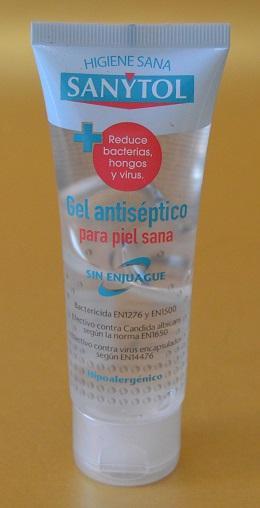 HIGIENE SANA
SANYTOL
Reduce
bacterias,
hongos
y virus.
Gel antiséptico
para piel sana
SIN ENJUAGUE
Bactericida EN1276 y EN1500
Efectivo contra Candida albicans
según la norma EN1650
Efectivo contra virus encapsulados
según EN14476
Hipoalergénico